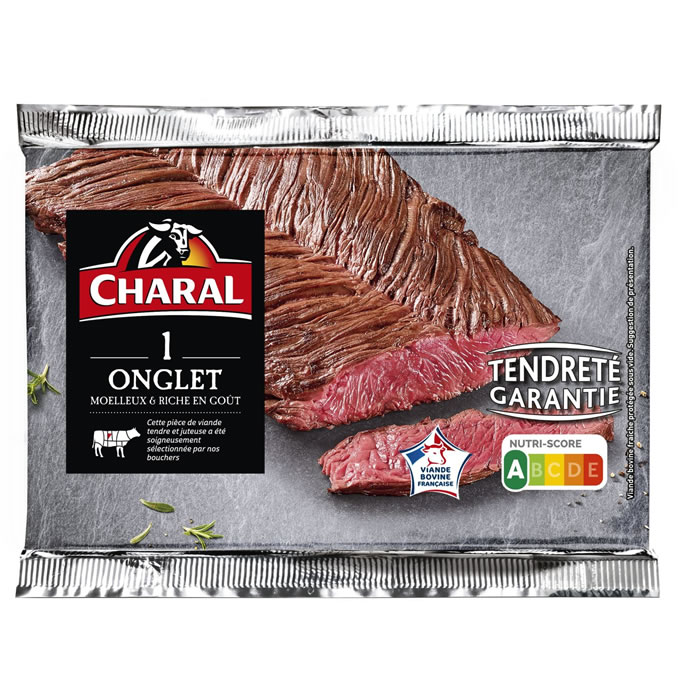 CHARAL
1
ONGLET
MOELLEUX & RICHE EN GOÛT
Cette pièce de viande
tendre et juteuse a été
soigneusement
sélectionnée par nos
bouchers
TENDRETÉ
GARANTIE
VIANDE
BOVINE
FRANÇAISE
NUTRI-SCORE
A B C D E
Viande bovine fraîche protégée sous vide. Suggestion de présentation.